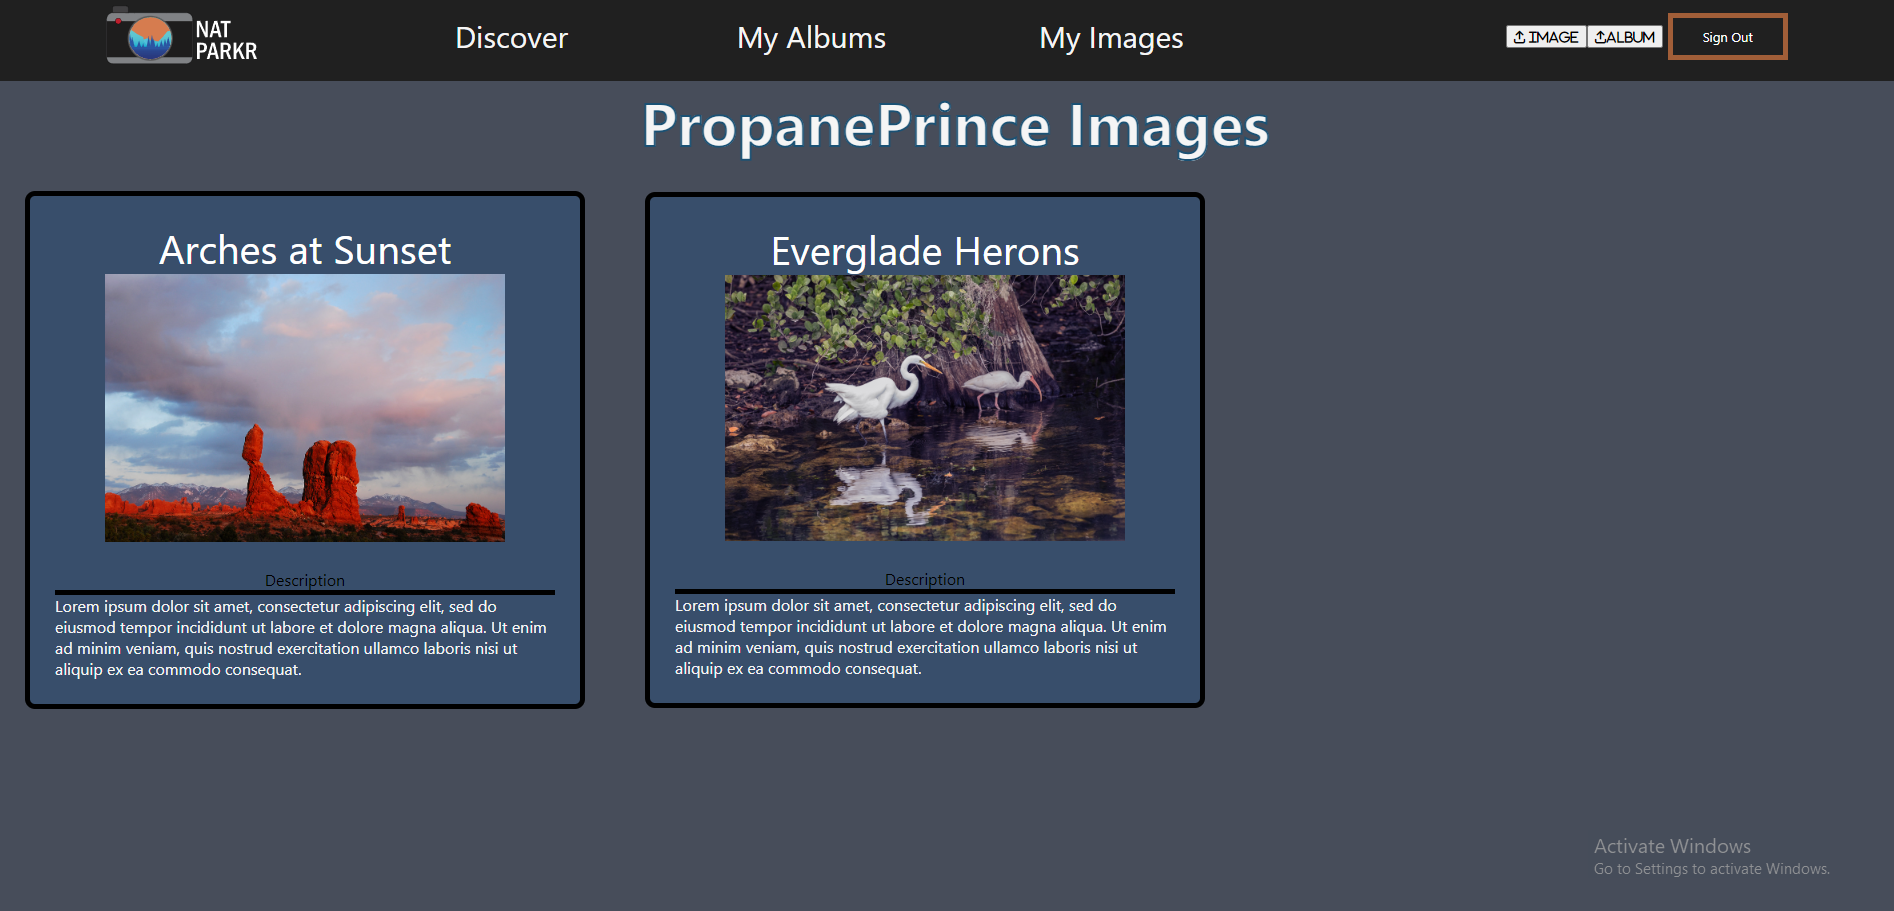 NAT
PARKR
Discover
My Albums
My Images
IMAGE
ALBUM
Sign Out
PropanePrince Images
Arches at Sunset
Description
Lorem ipsum dolor sit amet, consectetur adipiscing elit, sed do
eiusmod tempor incididunt ut labore et dolore magna aliqua. Ut enim
ad minim veniam, quis nostrud exercitation ullamco laboris nisi ut
aliquip ex ea commodo consequat.
Everglade Herons
Description
Lorem ipsum dolor sit amet, consectetur adipiscing elit, sed do
eiusmod tempor incididunt ut labore et dolore magna aliqua. Ut enim
ad minim veniam, quis nostrud exercitation ullamco laboris nisi ut
aliquip ex ea commodo consequat.
Activate Windows
Go to Settings to activate Windows.